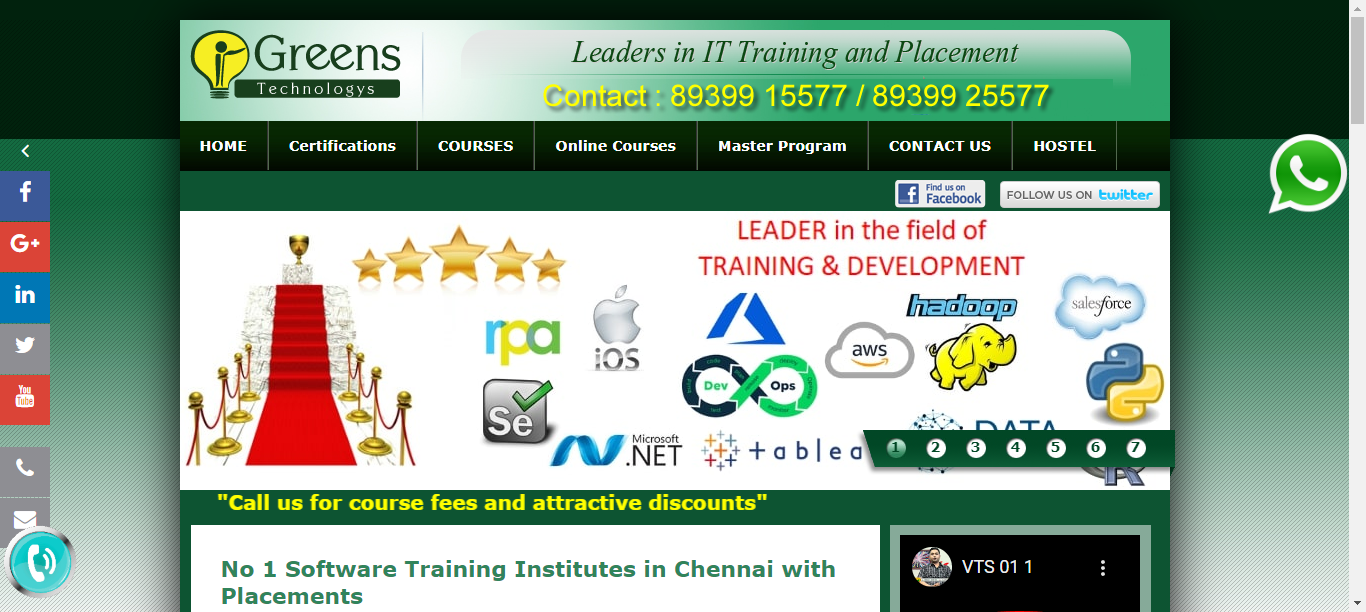 Greens
Technologys
Leaders in IT Training and Placement
Contact : 89399 15577 / 89399 25577
HOME Certifications COURSES Online Courses Master Program CONTACT US HOSTEL
Find us on
Facebook
FOLLOW US ON twitter
G+
in
You
Tube
LEADER in the field of
TRAINING & DEVELOPMENT
rpa
iOS
hadoop
salesforce
aws
Dev Ops
Se
Microsoft
.NET
+ a b l e a
DATA
R
1 2 3 4 5 6 7
"Call us for course fees and attractive discounts"
No 1 Software Training Institutes in Chennai with
Placements
VTS 01 1